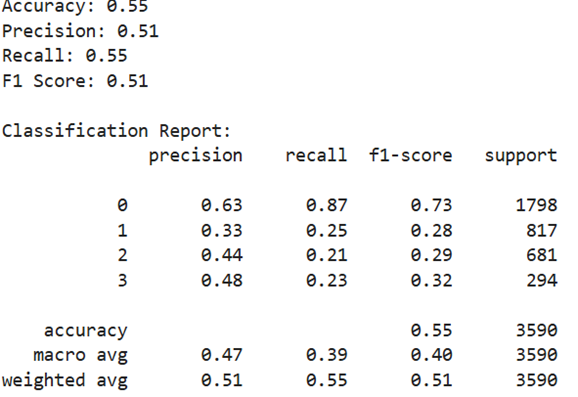 Accuracy: 0.55
Precision: 0.51
Recall: 0.55
F1 Score: 0.51
Classification Report:
precision recall f1-score support
0 0.63 0.87 0.73 1798
1 0.33 0.25 0.28 817
2 0.44 0.21 0.29 681
3 0.48 0.23 0.32 294
accuracy 0.55 3590
macro avg 0.47 0.39 0.40 3590
weighted avg 0.51 0.55 0.51 3590